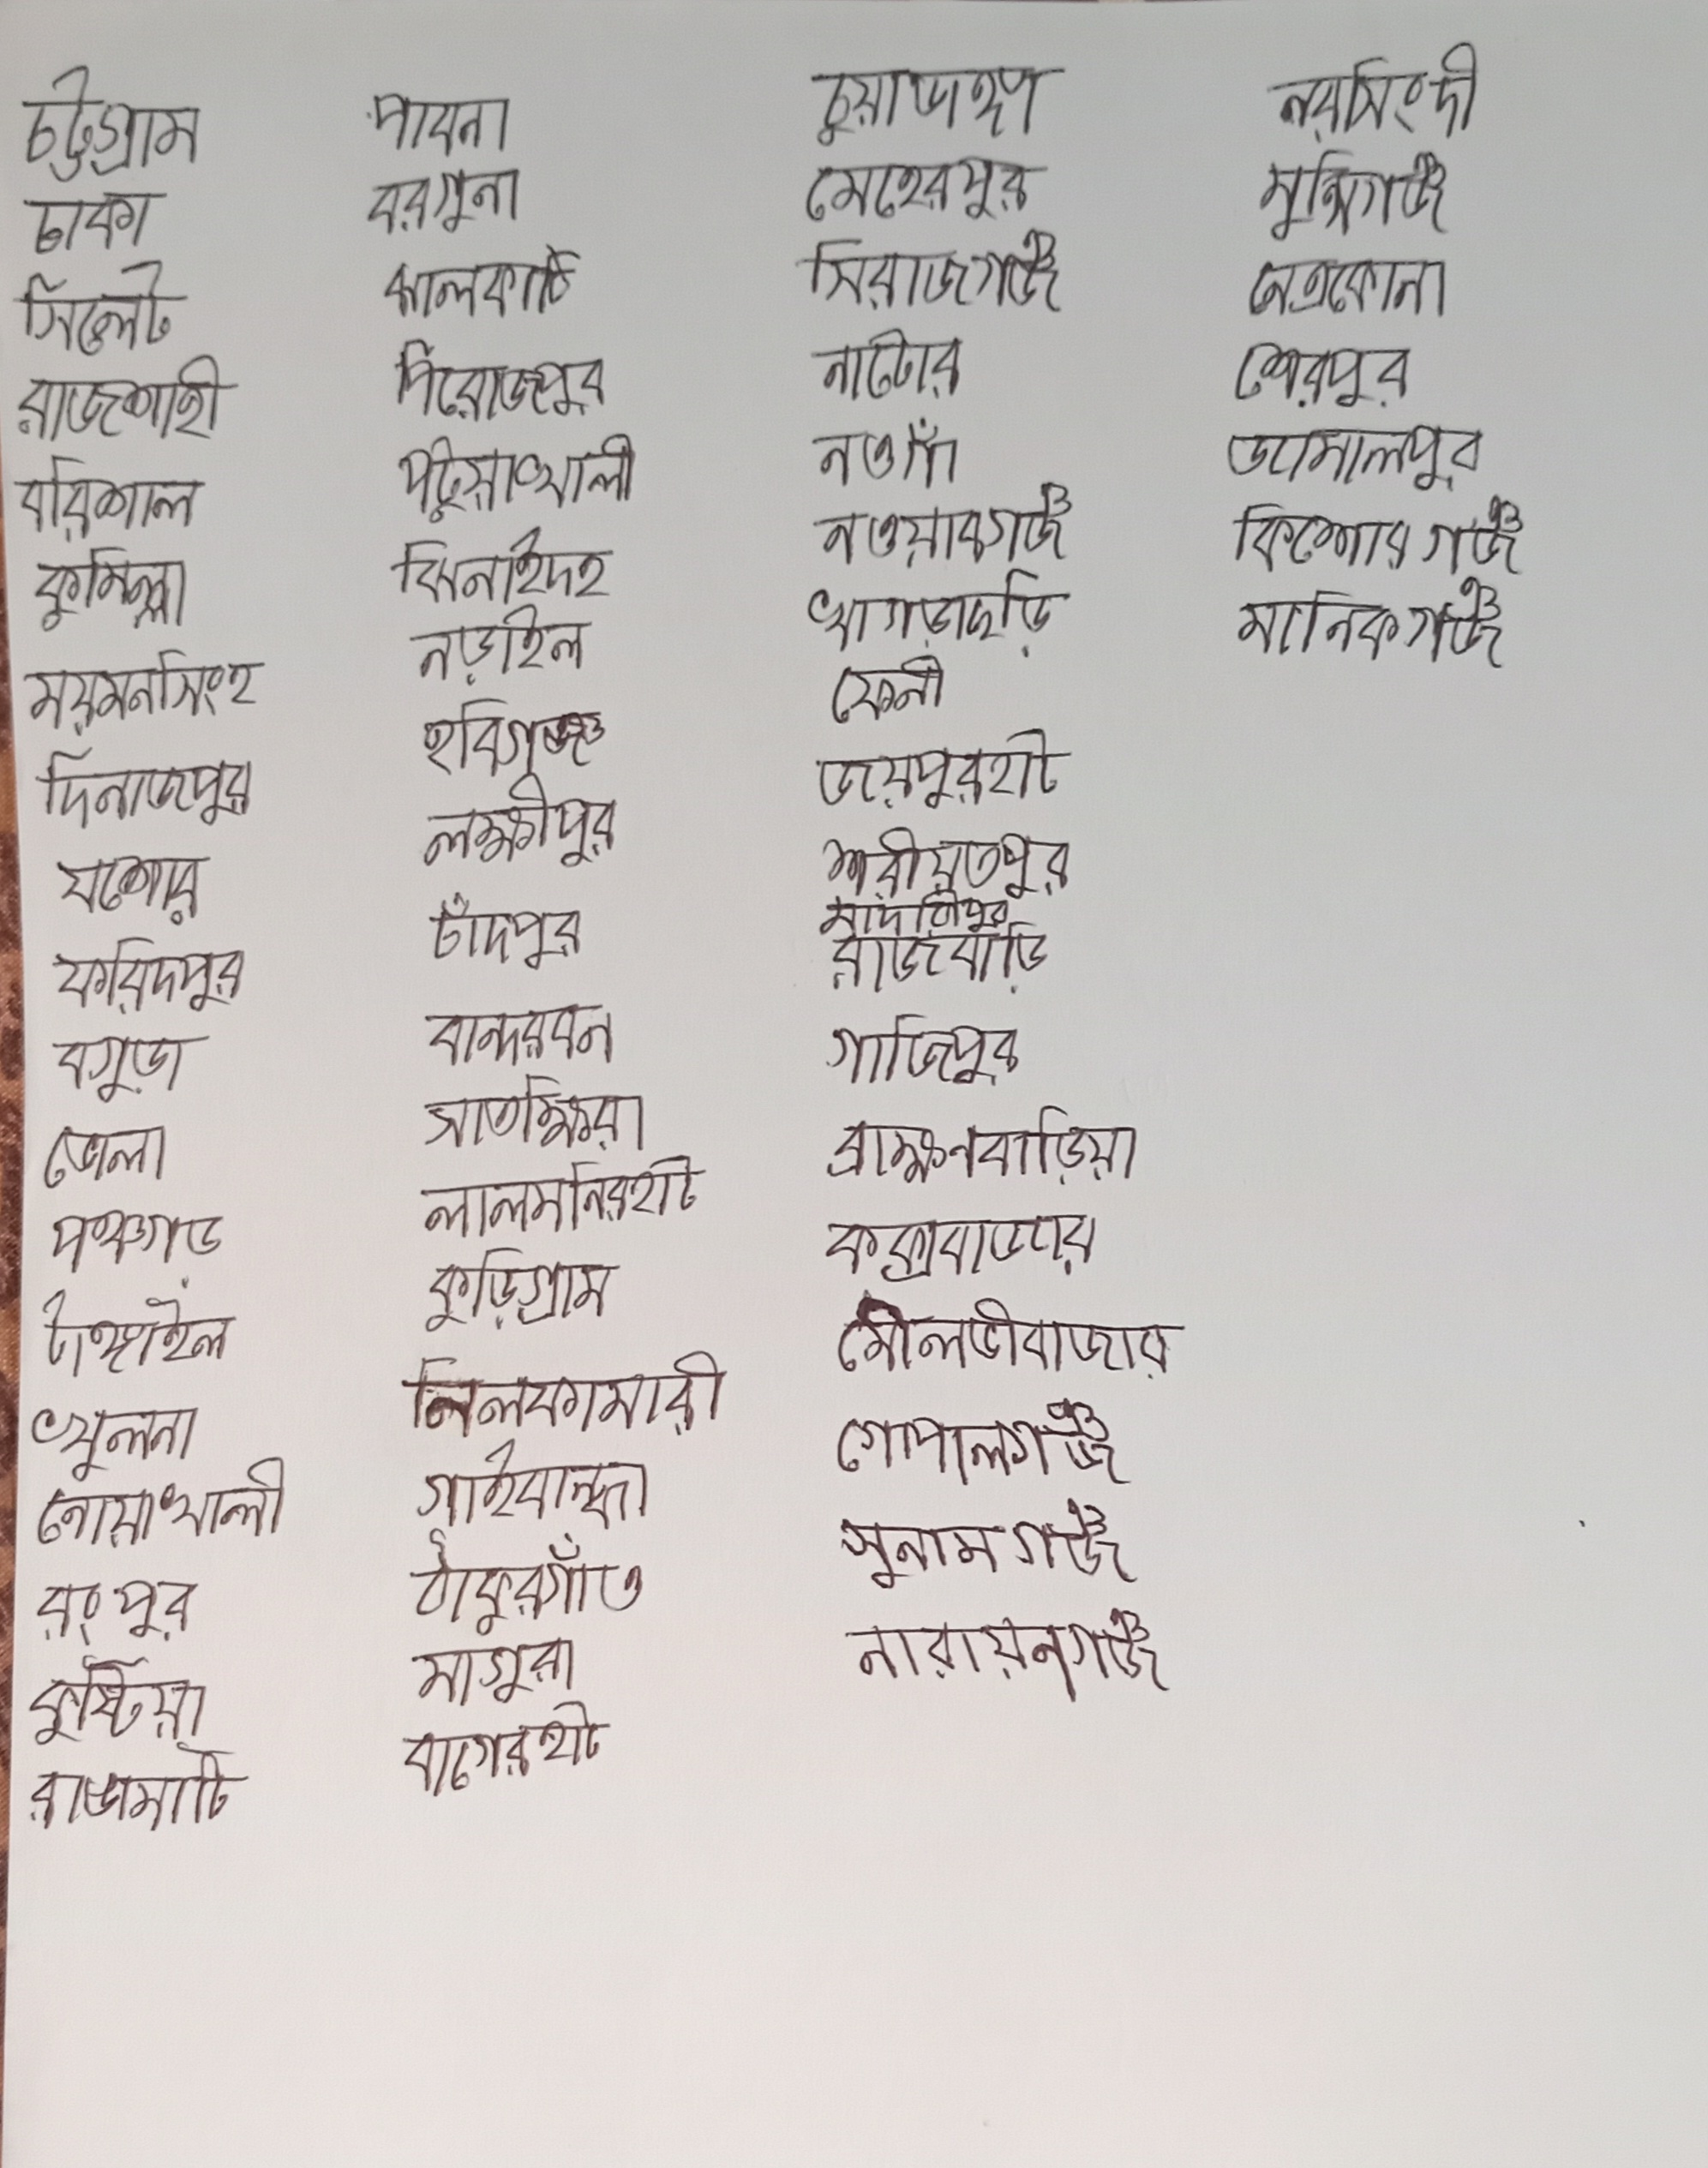 চট্টগ্রাম
ঢাকা
সিলেট
রাজশাহী
বরিশাল
কুমিল্লা
ময়মনসিংহ
দিনাজপুর
যশোর
ফরিদপুর
বগুড়া
ভোলা
পঞ্চগড়
টাঙ্গাইল
খুলনা
নোয়াখালী
রংপুর
কুষ্টিয়া
রাঙামাটি
পাবনা
বরগুনা
ঝালকাটি
পিরোজপুর
পটুয়াখালী
ঝিনাইদহ
নড়াইল
হবিগঞ্জ
লক্ষ্মীপুর
চাঁদপুর
বান্দরবন
সাতক্ষিরা
লালমনিরহাট
কুড়িগ্রাম
নিলফামারী
গাইবান্ধা
ঠাকুরগাঁও
মাগুরা
বাগেরহাট
চুয়াডাঙ্গা
মেহেরপুর
সিরাজগঞ্জ
নাটোর
নওগাঁ
নওয়াবগঞ্জ
খাগড়াছড়ি
ফেনী
জয়পুরহাট
শরীয়তপুর
মাদারীপুর
রাজবাড়ি
গাজিপুর
ব্রাক্ষনবাড়িয়া
কক্সবাজার
মৌলভীবাজার
গোপালগঞ্জ
সুনামগঞ্জ
নারায়নগঞ্জ
নরসিংদী
মুন্সিগঞ্জ
নেত্রকোনা
শেরপুর
জামালপুর
কিশোরগঞ্জ
মানিকগঞ্জ